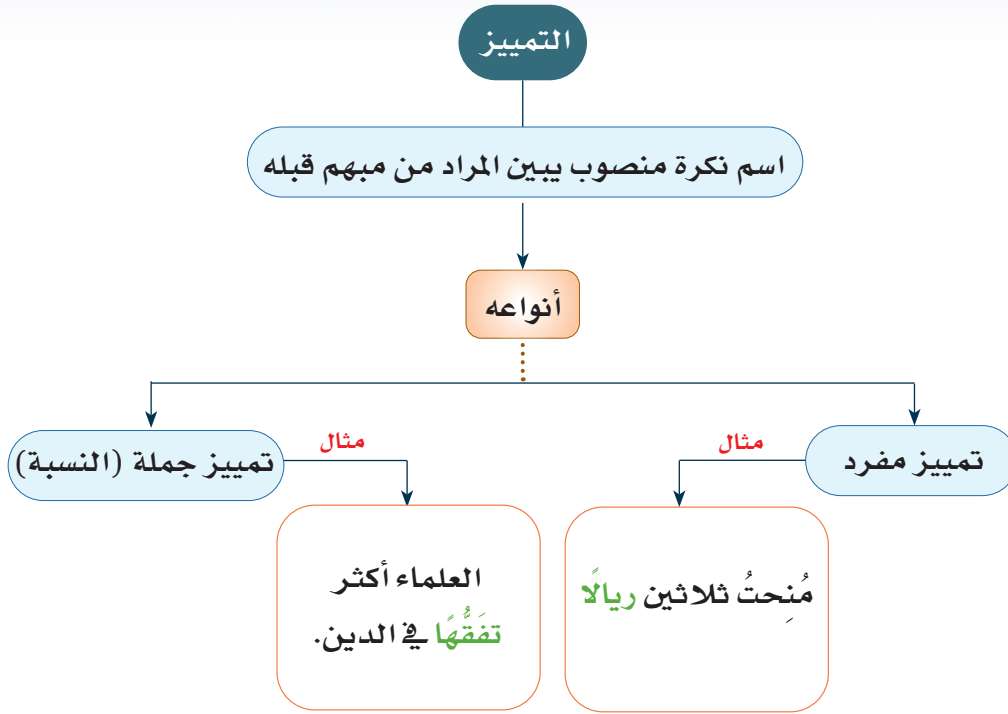 التمييز
اسم نكرة منصوب يبين المراد من مبهم قبله
أنواعه
تمييز مفرد
مثال
مُنِحتُ ثلاثين ريالًا
تمييز جملة (النسبة)
مثال
العلماء أكثر
تفَقُّهًا في الدين.